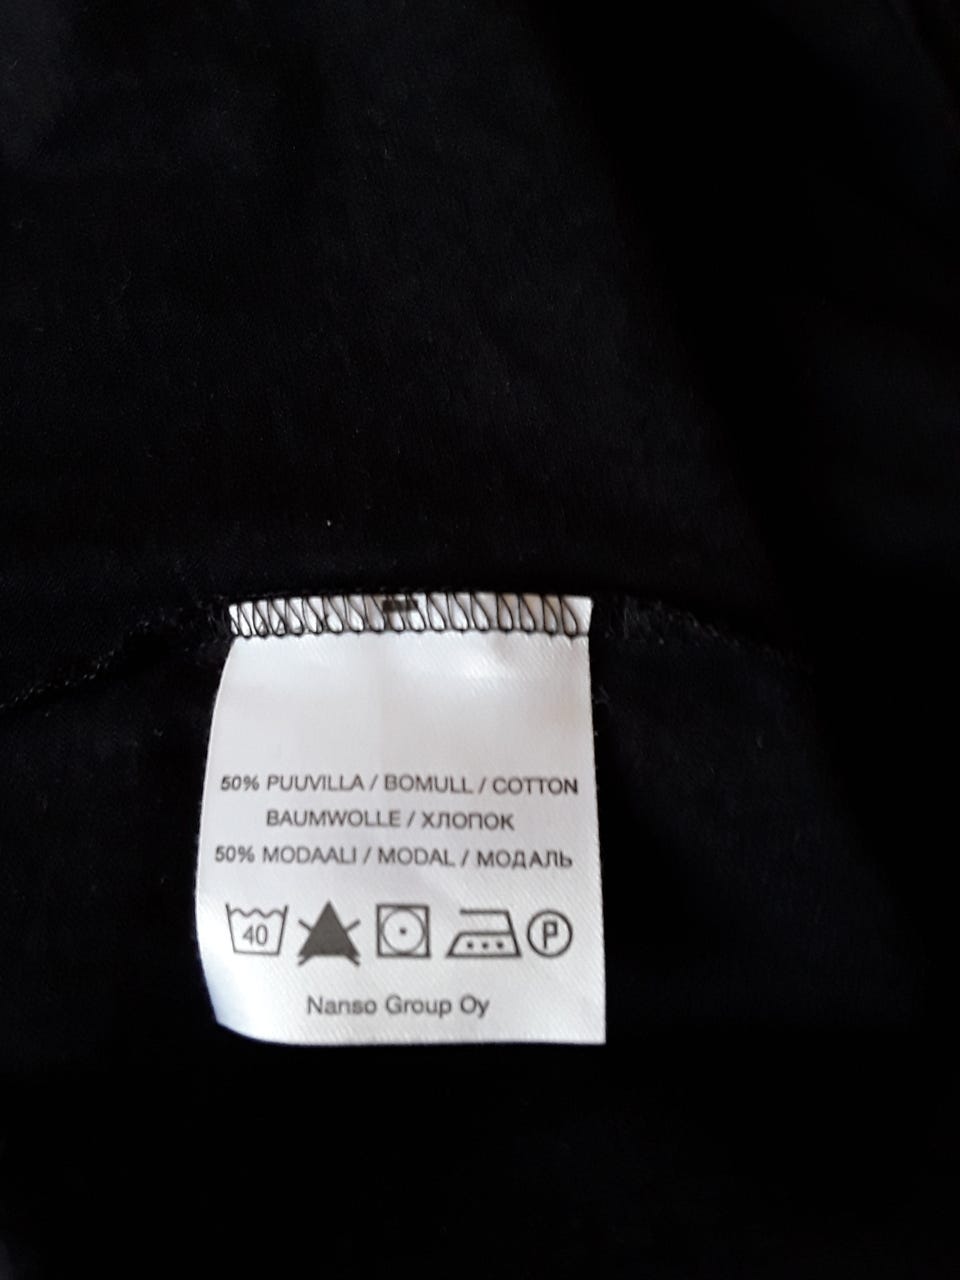 50% PUUVILLA / BOMULL / COTTON
BAUMWOLLE / ХЛОПОК
50% MODAALI / MODAL / МОДАЛЬ
40 P
Nanso Group Oy